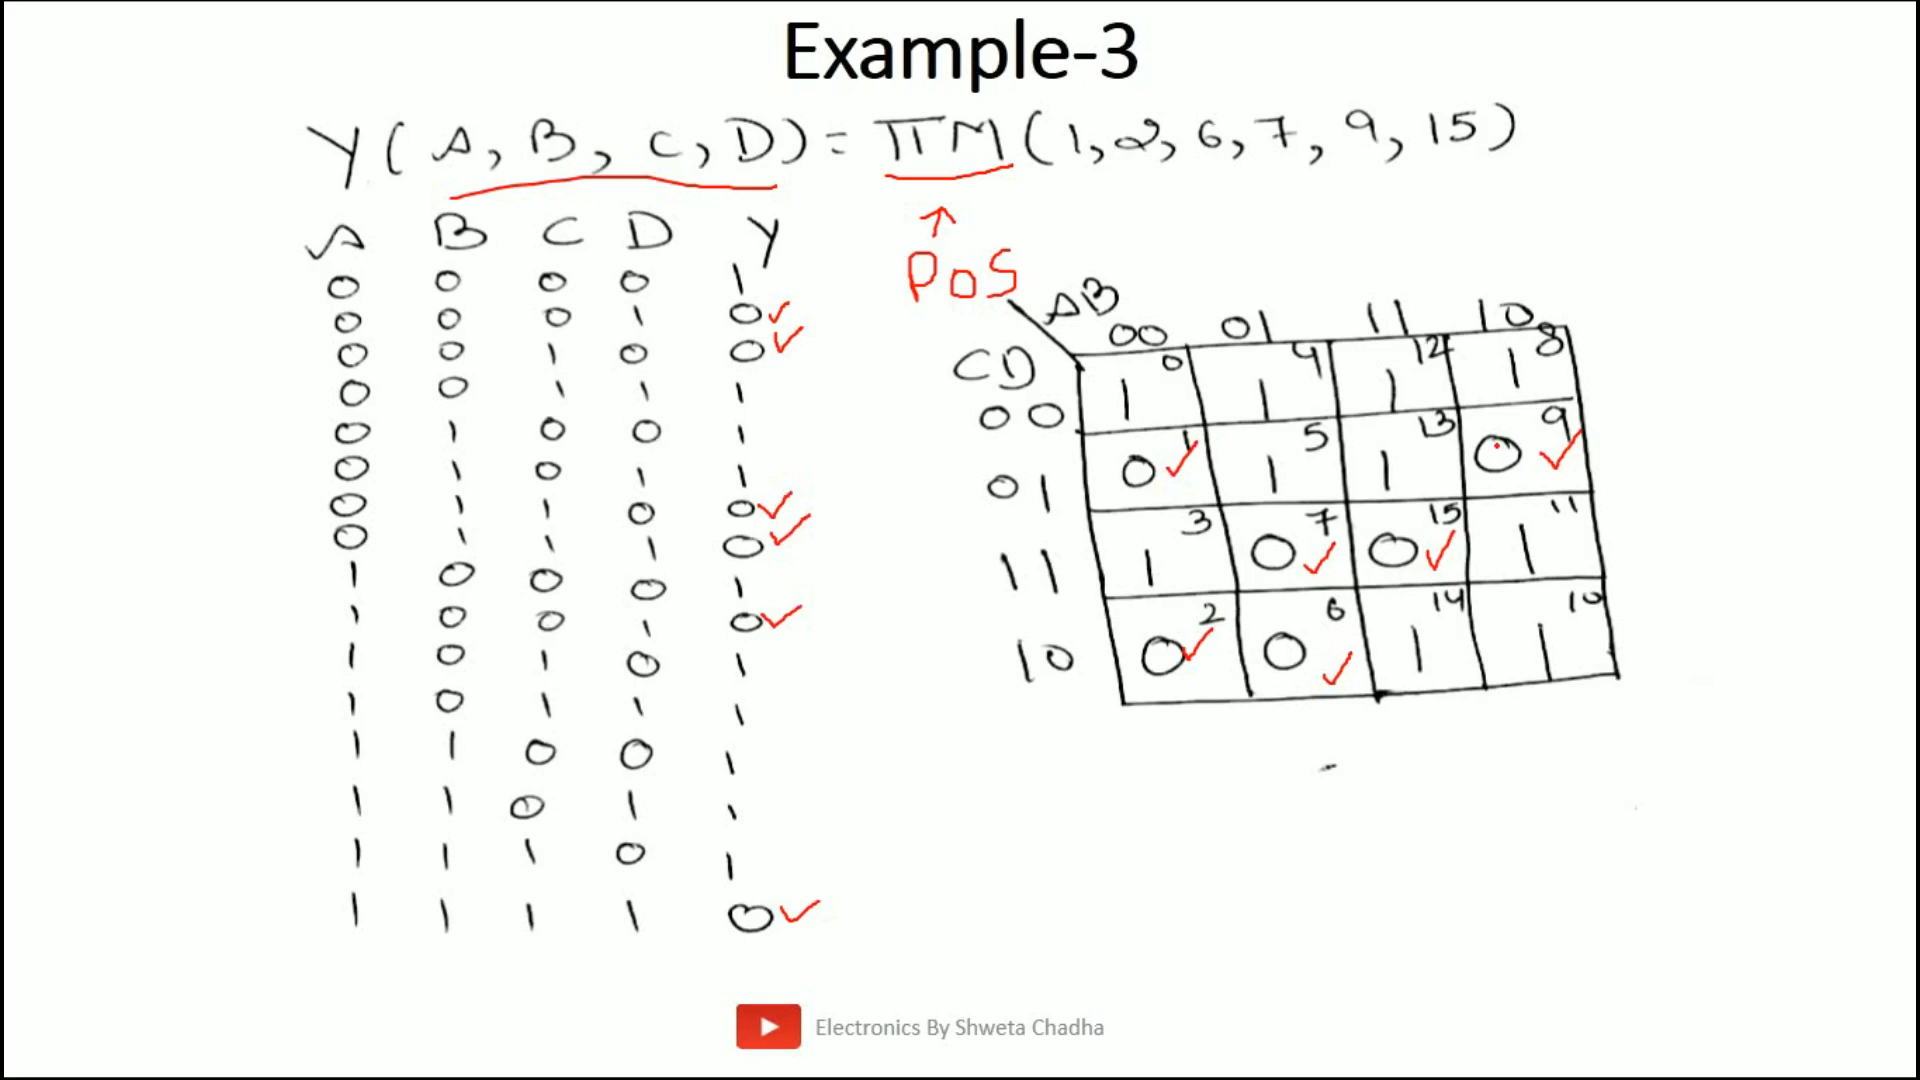 Example-3
Y(A, B, C, D) = ΠM(1, 2, 6, 7, 9, 15)
A B C D Y
0 0 0 0 1
0 0 0 1 0 ✓
0 0 1 0 0 ✓
0 0 1 1 1
0 1 0 0 1
0 1 0 1 1
0 1 1 0 0 ✓
0 1 1 1 0 ✓
1 0 0 0 1
1 0 0 1 0 ✓
1 0 1 0 1
1 0 1 1 1
1 1 0 0 1
1 1 0 1 1
1 1 1 0 1
1 1 1 1 0 ✓
↑
POS
AB
00 01 11 10
CD
0 4 12 8
00 1 1 1 1
1 5 13 9
01 0 ✓ 1 1 0 ✓
3 7 15 11
11 1 0 ✓ 0 ✓ 1
2 6 14 10
10 0 ✓ 0 ✓ 1 1
Electronics By Shweta Chadha